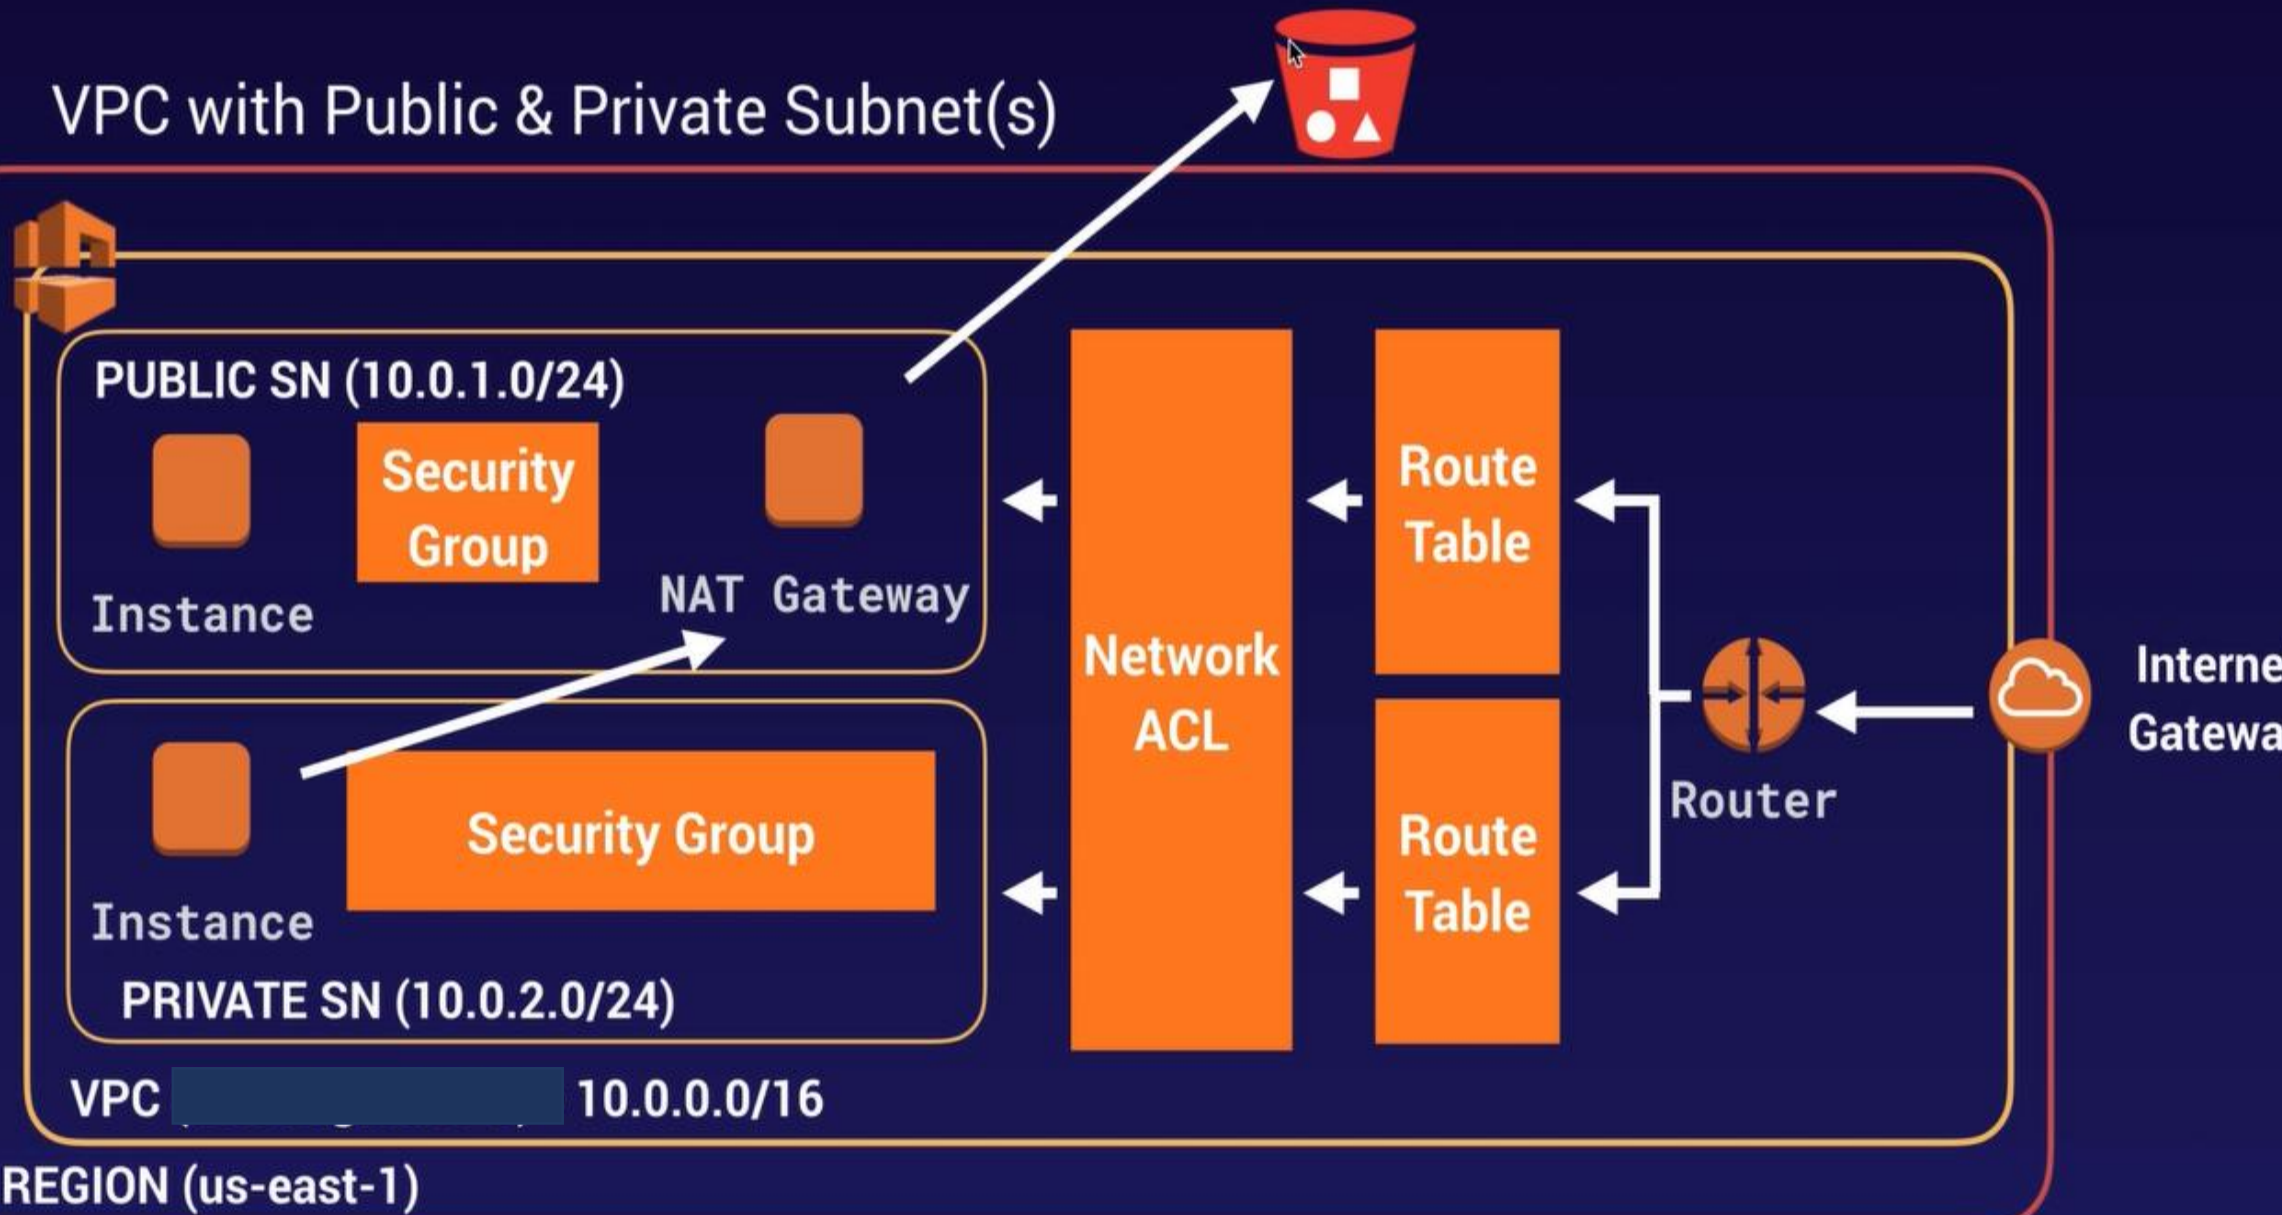 VPC with Public & Private Subnet(s)
PUBLIC SN (10.0.1.0/24)
Security
Group
Instance
NAT Gateway
Security Group
Instance
PRIVATE SN (10.0.2.0/24)
Network
ACL
Route
Table
Route
Table
Router
Interne
Gatewa
VPC
10.0.0.0/16
REGION (us-east-1)